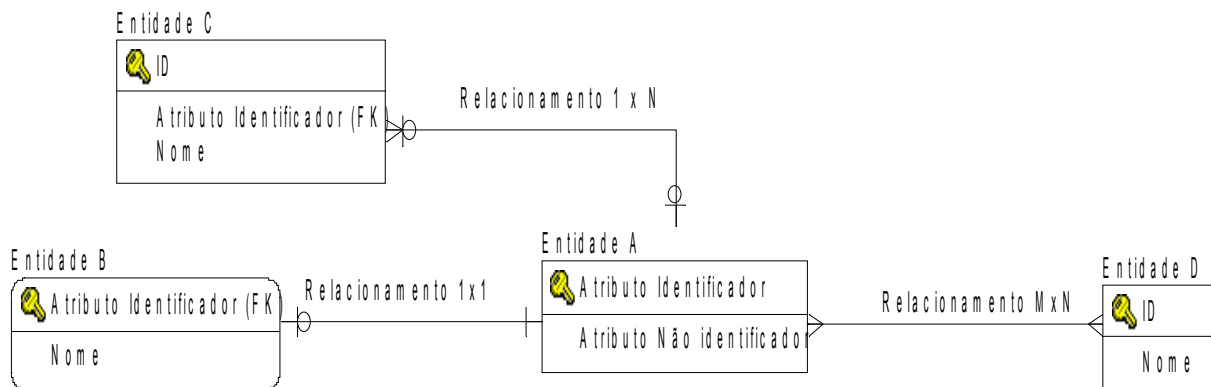 Entidade C
ID
Atributo Identificador (FK)
Nome
Relacionamento 1 x N
Entidade B
Atributo Identificador (FK)
Nome
Relacionamento 1x1
Entidade A
Atributo Identificador
Atributo Não identificador
Relacionamento MxN
Entidade D
ID
Nome